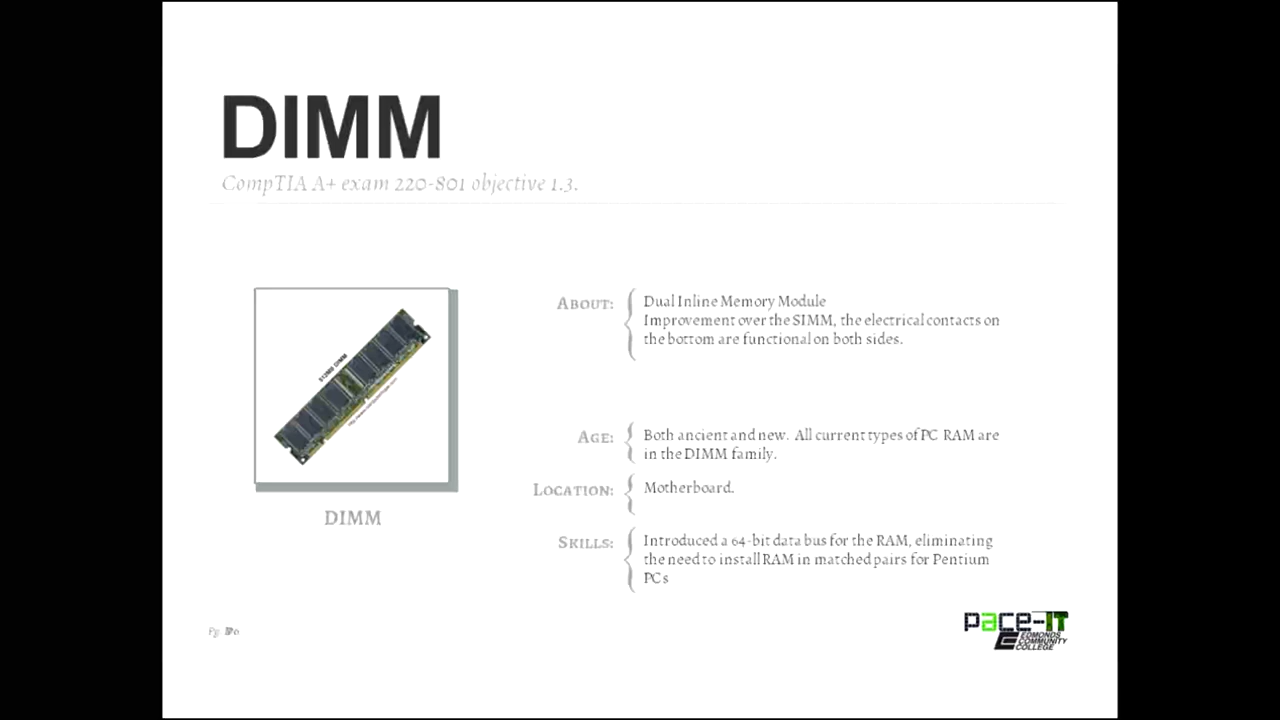 DIMM
CompTIA A+ exam 220-801 objective 1.3.
512MB DIMM
DIMM
ABOUT:
Dual Inline Memory Module
Improvement over the SIMM, the electrical contacts on
the bottom are functional on both sides.
AGE:
Both ancient and new. All current types of PC RAM are
in the DIMM family.
LOCATION:
Motherboard.
SKILLS:
Introduced a 64-bit data bus for the RAM, eliminating
the need to install RAM in matched pairs for Pentium
PCs
Pg.
pace-IT
EDMONDS
COMMUNITY
COLLEGE